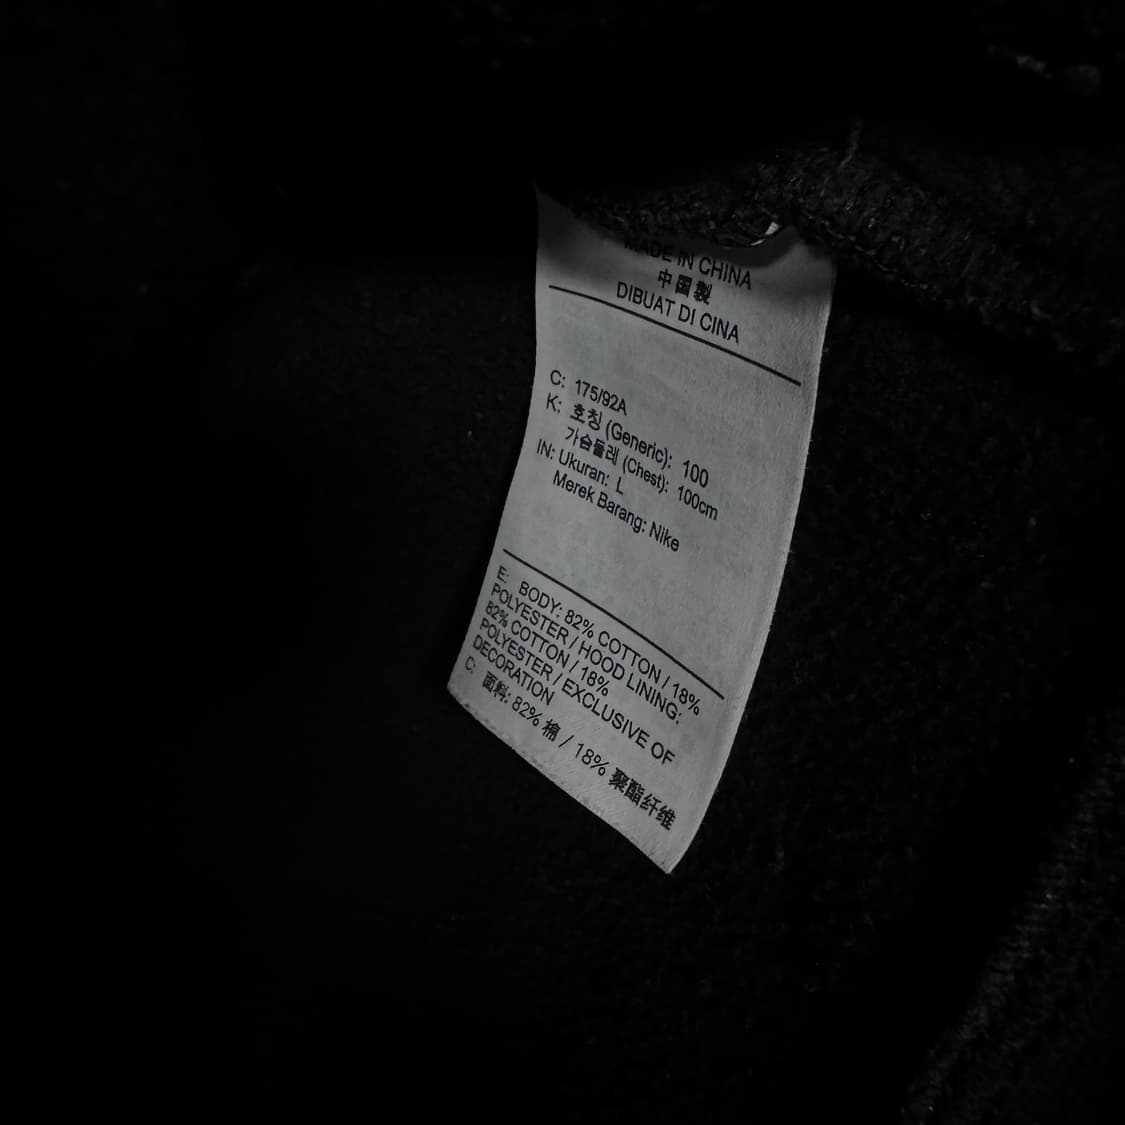 MADE IN CHINA
中国製
DIBUAT DI CINA
C: 175/92A
K: 호칭 (Generic): 100
가슴둘레 (Chest): 100cm
IN: Ukuran: L
Merek Barang: Nike
E: BODY: 82% COTTON / 18%
POLYESTER / HOOD LINING:
82% COTTON / 18%
POLYESTER / EXCLUSIVE OF
DECORATION
C: 面料: 82% 棉 / 18% 聚酯纤维